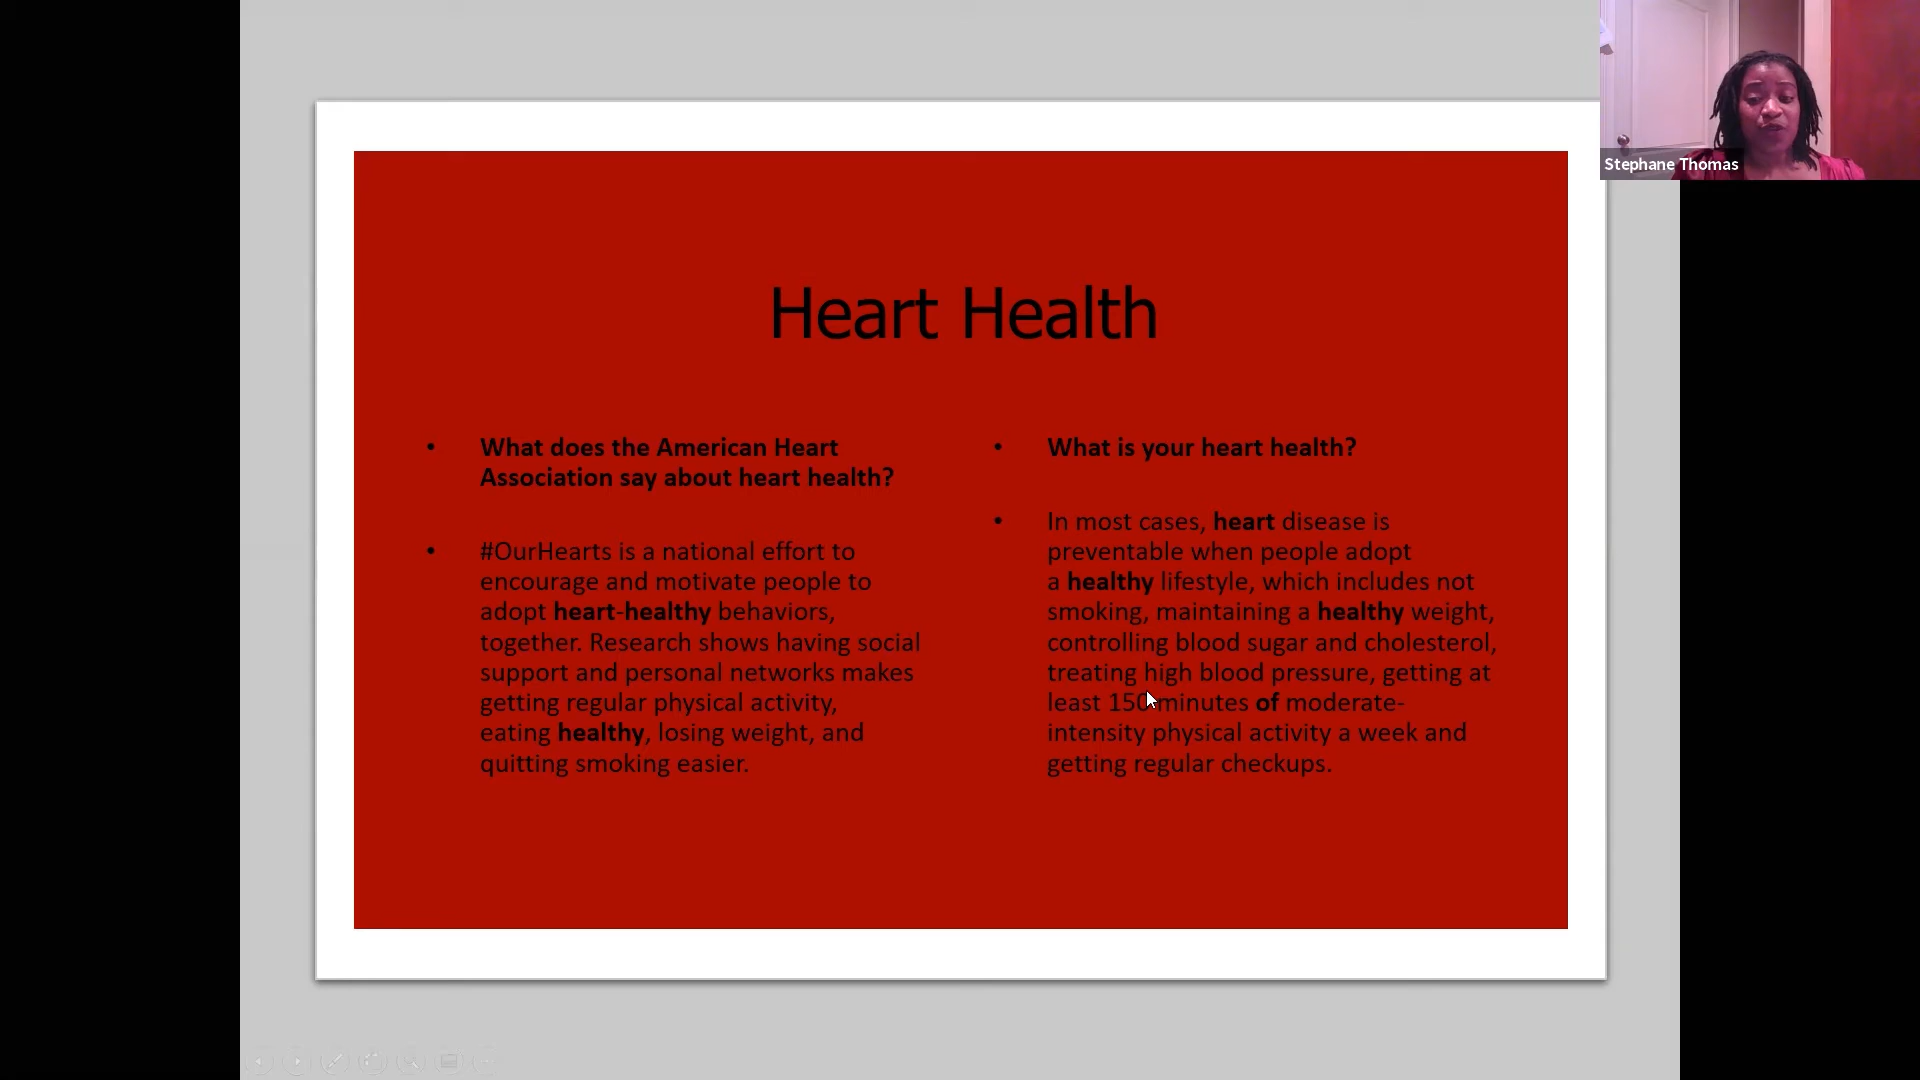 Stephane Thomas
Heart Health
• What does the American Heart
Association say about heart health?
• #OurHearts is a national effort to
encourage and motivate people to
adopt heart-healthy behaviors,
together. Research shows having social
support and personal networks makes
getting regular physical activity,
eating healthy, losing weight, and
quitting smoking easier.
• What is your heart health?
• In most cases, heart disease is
preventable when people adopt
a healthy lifestyle, which includes not
smoking, maintaining a healthy weight,
controlling blood sugar and cholesterol,
treating high blood pressure, getting at
least 150 minutes of moderate-
intensity physical activity a week and
getting regular checkups.